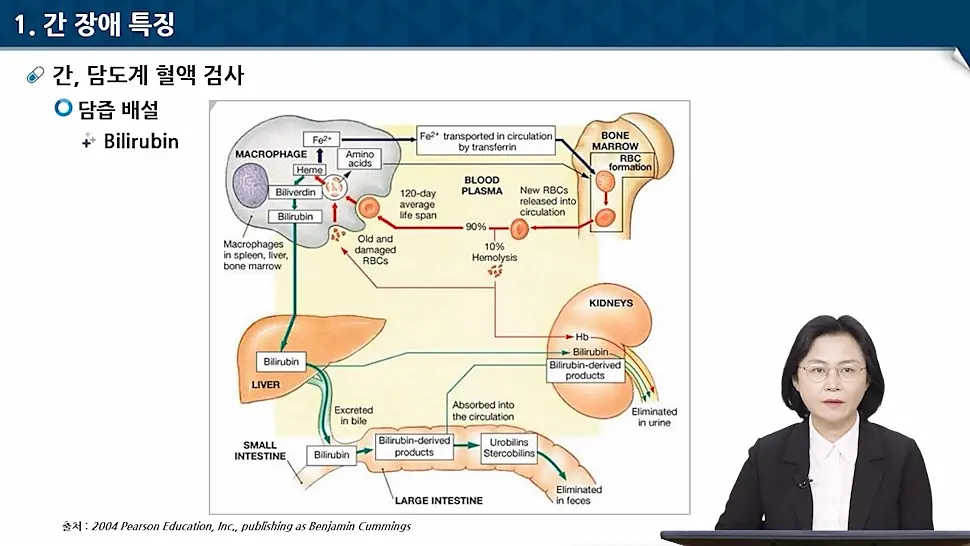 1. 간 장애 특징
간, 담도계 혈액 검사
담즙 배설
Bilirubin
Fe²⁺
Fe²⁺ transported in circulation
by transferrin
BONE
MARROW
RBC
formation
MACROPHAGE
Amino
acids
Heme
Biliverdin
Bilirubin
BLOOD
PLASMA
120-day
average
life span
New RBCs
released into
circulation
90%
10%
Hemolysis
Old and
damaged
RBCs
Macrophages
in spleen, liver,
bone marrow
KIDNEYS
Hb
Bilirubin
Bilirubin-derived
products
Eliminated
in urine
Bilirubin
LIVER
Excreted
in bile
Absorbed into
the circulation
SMALL
INTESTINE
Bilirubin
Bilirubin-derived
products
Urobilins
Stercobilins
Eliminated
in feces
LARGE INTESTINE
출처 : 2004 Pearson Education, Inc., publishing as Benjamin Cummings